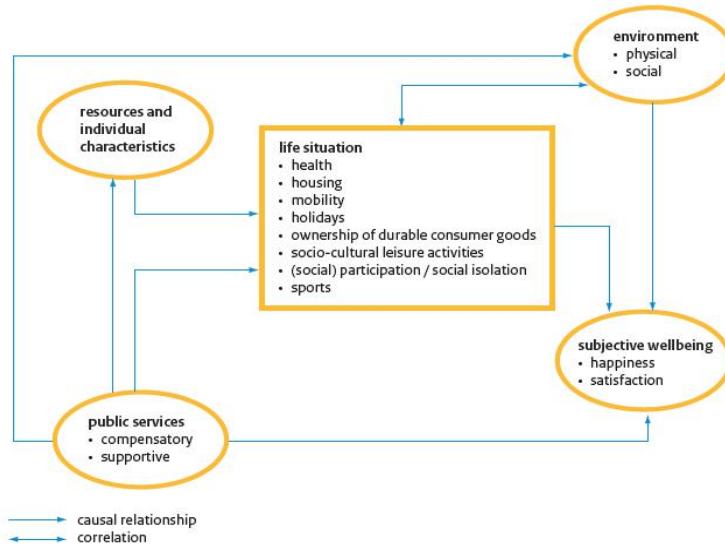 environment
• physical
• social
resources and
individual
characteristics
life situation
• health
• housing
• mobility
• holidays
• ownership of durable consumer goods
• socio-cultural leisure activities
• (social) participation / social isolation
• sports
subjective wellbeing
• happiness
• satisfaction
public services
• compensatory
• supportive
causal relationship
correlation